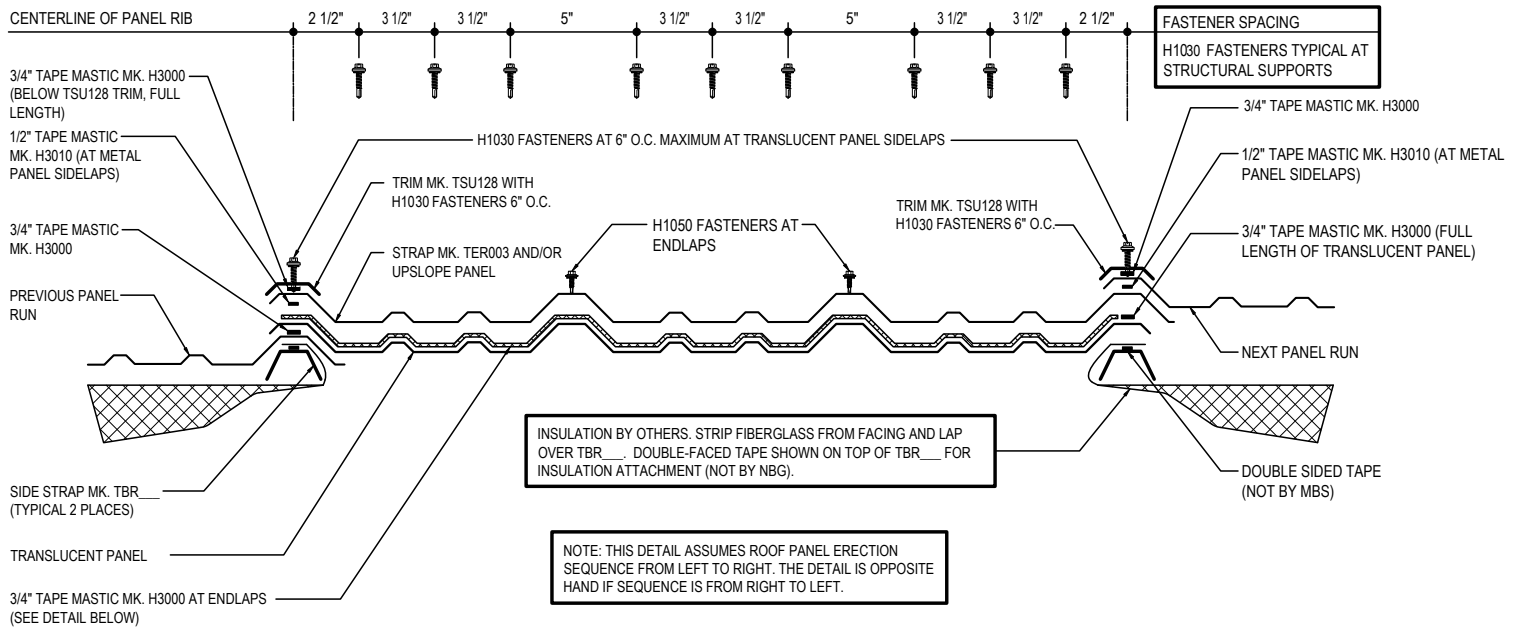 CENTERLINE OF PANEL RIB
2 1/2" 3 1/2" 3 1/2" 5" 3 1/2" 3 1/2" 5" 3 1/2" 3 1/2" 2 1/2"
FASTENER SPACING
H1030 FASTENERS TYPICAL AT
STRUCTURAL SUPPORTS
3/4" TAPE MASTIC MK. H3000
(BELOW TSU128 TRIM, FULL
LENGTH)
1/2" TAPE MASTIC
MK. H3010 (AT METAL
PANEL SIDELAPS)
3/4" TAPE MASTIC
MK. H3000
PREVIOUS PANEL
RUN
H1030 FASTENERS AT 6" O.C. MAXIMUM AT TRANSLUCENT PANEL SIDELAPS
TRIM MK. TSU128 WITH
H1030 FASTENERS 6" O.C.
STRAP MK. TER003 AND/OR
UPSLOPE PANEL
H1050 FASTENERS AT
ENDLAPS
TRIM MK. TSU128 WITH
H1030 FASTENERS 6" O.C.
3/4" TAPE MASTIC MK. H3000
1/2" TAPE MASTIC MK. H3010 (AT METAL
PANEL SIDELAPS)
3/4" TAPE MASTIC MK. H3000 (FULL
LENGTH OF TRANSLUCENT PANEL)
NEXT PANEL RUN
INSULATION BY OTHERS. STRIP FIBERGLASS FROM FACING AND LAP
OVER TBR___. DOUBLE-FACED TAPE SHOWN ON TOP OF TBR___ FOR
INSULATION ATTACHMENT (NOT BY NBG).
DOUBLE SIDED TAPE
(NOT BY MBS)
SIDE STRAP MK. TBR___
(TYPICAL 2 PLACES)
TRANSLUCENT PANEL
3/4" TAPE MASTIC MK. H3000 AT ENDLAPS
(SEE DETAIL BELOW)
NOTE: THIS DETAIL ASSUMES ROOF PANEL ERECTION
SEQUENCE FROM LEFT TO RIGHT. THE DETAIL IS OPPOSITE
HAND IF SEQUENCE IS FROM RIGHT TO LEFT.